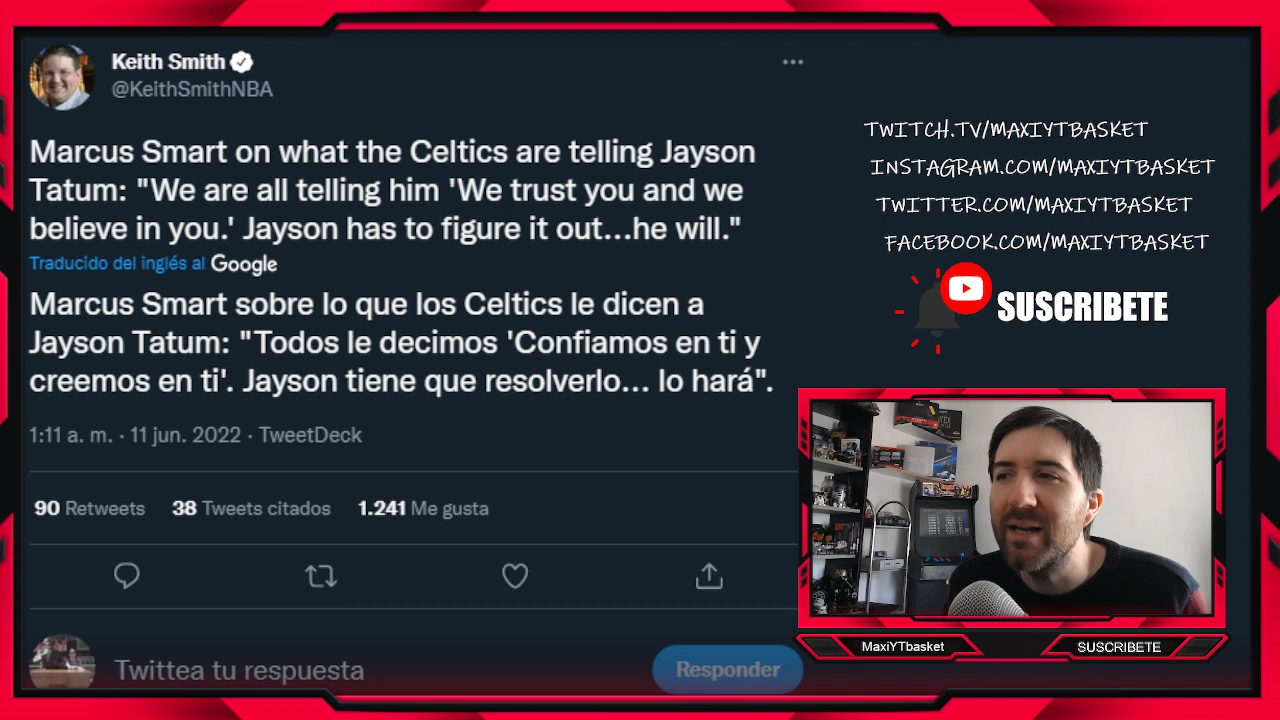 Keith Smith
@KeithSmithNBA
Marcus Smart on what the Celtics are telling Jayson
Tatum: "We are all telling him 'We trust you and we
believe in you.' Jayson has to figure it out...he will."
Traducido del inglés al Google
Marcus Smart sobre lo que los Celtics le dicen a
Jayson Tatum: "Todos le decimos 'Confiamos en ti y
creemos en ti'. Jayson tiene que resolverlo... lo hará".
1:11 a. m. · 11 jun. 2022 · TweetDeck
90 Retweets 38 Tweets citados 1.241 Me gusta
Twittea tu respuesta
Responder
TWITCH.TV/MAXIYTBASKET
INSTAGRAM.COM/MAXIYTBASKET
TWITTER.COM/MAXIYTBASKET
FACEBOOK.COM/MAXIYTBASKET
SUSCRIBETE
MaxiYTbasket
SUSCRIBETE